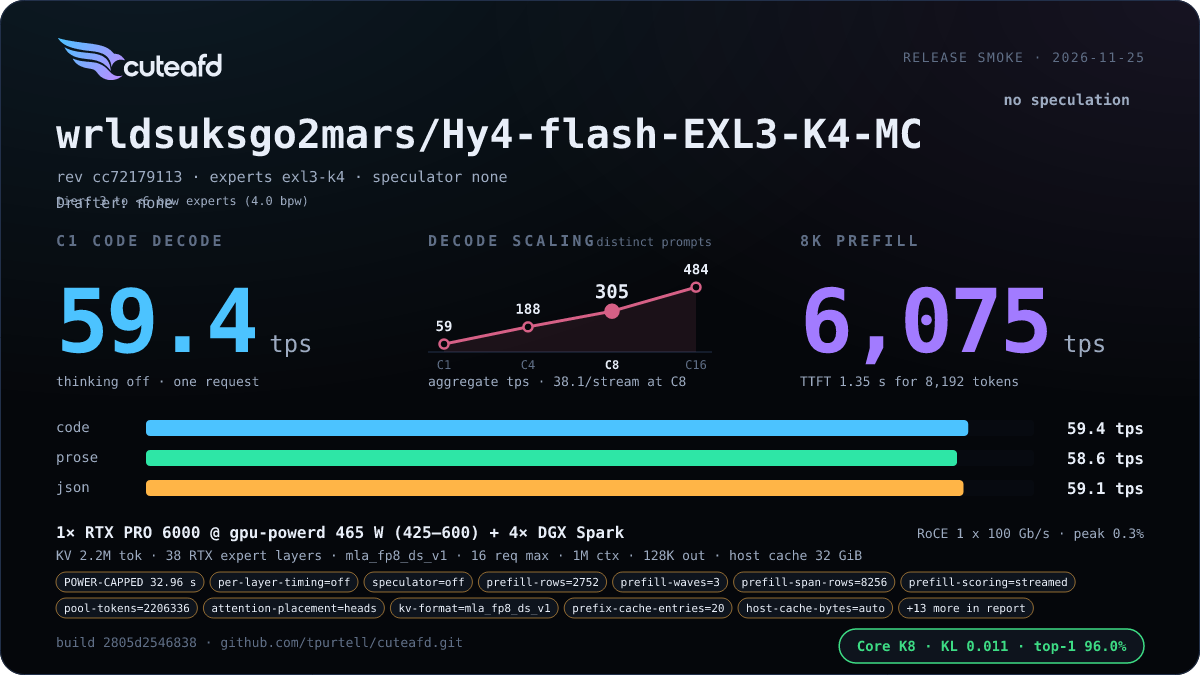 cuteafd
RELEASE SMOKE · 2026-11-25
no speculation
wrldsuksgo2mars/Hy4-flash-EXL3-K4-MC
rev cc72179113 · experts exl3-k4 · speculator none
Drafter: none
to <6 bpw experts (4.0 bpw)
C1 CODE DECODE
59.4 tps
thinking off · one request
DECODE SCALING distinct prompts
59
188
305
484
C1 C4 C8 C16
aggregate tps · 38.1/stream at C8
8K PREFILL
6,075 tps
TTFT 1.35 s for 8,192 tokens
code 59.4 tps
prose 58.6 tps
json 59.1 tps
1× RTX PRO 6000 @ gpu-powerd 465 W (425–600) + 4× DGX Spark
RoCE 1 x 100 Gb/s · peak 0.3%
KV 2.2M tok · 38 RTX expert layers · mla_fp8_ds_v1 · 16 req max · 1M ctx · 128K out · host cache 32 GiB
POWER-CAPPED 32.96 s per-layer-timing=off speculator=off prefill-rows=2752 prefill-waves=3 prefill-span-rows=8256 prefill-scoring=streamed
pool-tokens=2206336 attention-placement=heads kv-format=mla_fp8_ds_v1 prefix-cache-entries=20 host-cache-bytes=auto +13 more in report
build 2805d2546838 · github.com/tpurtell/cuteafd.git
Core K8 · KL 0.011 · top-1 96.0%